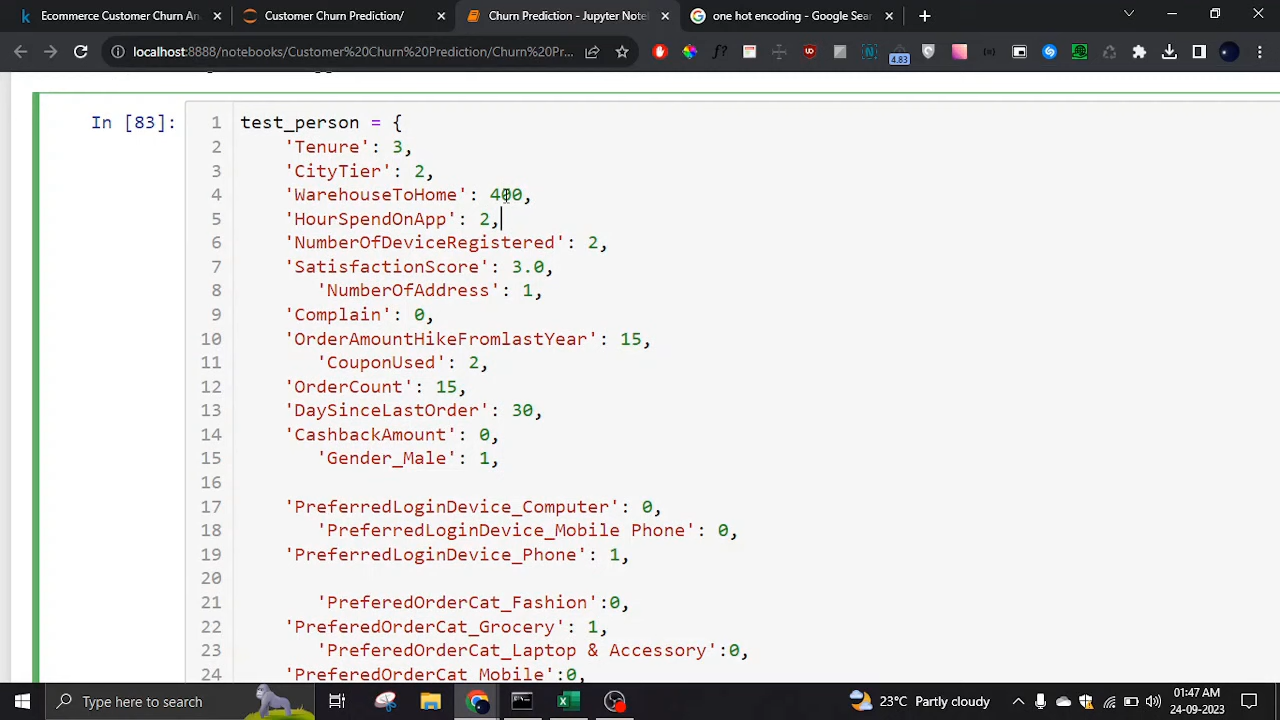 Ecommerce Customer Churn An
Customer Churn Prediction/
Churn Prediction - Jupyter Note
one hot encoding - Google Sear
localhost:8888/notebooks/Customer%20Churn%20Prediction/Churn%20Pr...
4.83
In [83]:
1 test_person = {
2 'Tenure': 3,
3 'CityTier': 2,
4 'WarehouseToHome': 400,
5 'HourSpendOnApp': 2,
6 'NumberOfDeviceRegistered': 2,
7 'SatisfactionScore': 3.0,
8 'NumberOfAddress': 1,
9 'Complain': 0,
10 'OrderAmountHikeFromlastYear': 15,
11 'CouponUsed': 2,
12 'OrderCount': 15,
13 'DaySinceLastOrder': 30,
14 'CashbackAmount': 0,
15 'Gender_Male': 1,
16
17 'PreferredLoginDevice_Computer': 0,
18 'PreferredLoginDevice_Mobile Phone': 0,
19 'PreferredLoginDevice_Phone': 1,
20
21 'PreferedOrderCat_Fashion':0,
22 'PreferedOrderCat_Grocery': 1,
23 'PreferedOrderCat_Laptop & Accessory':0,
24 'PreferedOrderCat_Mobile':0,
Type here to search
23°C Partly cloudy
01:47 AM
24-09-2023